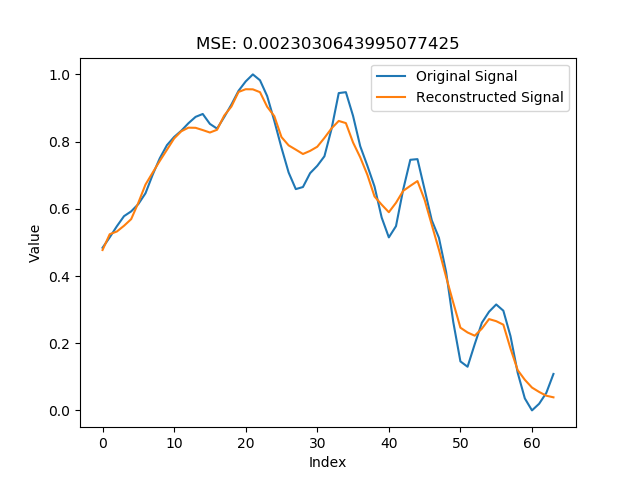 MSE: 0.0023030643995077425
Original Signal
Reconstructed Signal
1.0
0.8
0.6
0.4
0.2
0.0
Value
0 10 20 30 40 50 60
Index